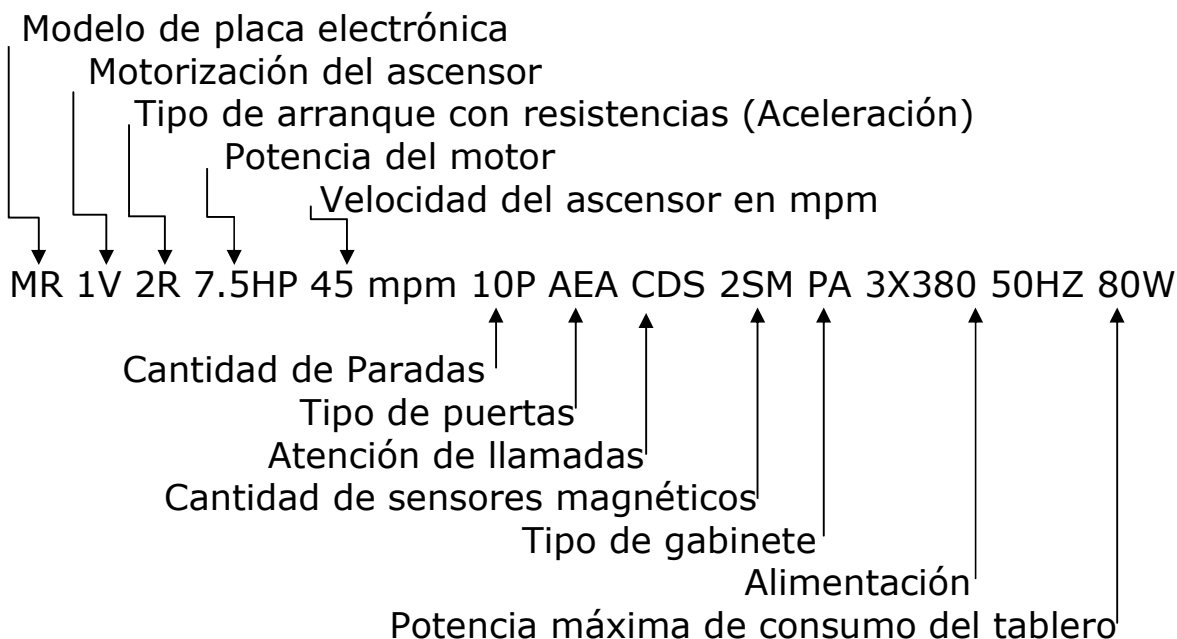 Modelo de placa electrónica
Motorización del ascensor
Tipo de arranque con resistencias (Aceleración)
Potencia del motor
Velocidad del ascensor en mpm
MR 1V 2R 7.5HP 45 mpm 10P AEA CDS 2SM PA 3X380 50HZ 80W
Cantidad de Paradas
Tipo de puertas
Atención de llamadas
Cantidad de sensores magnéticos
Tipo de gabinete
Alimentación
Potencia máxima de consumo del tablero